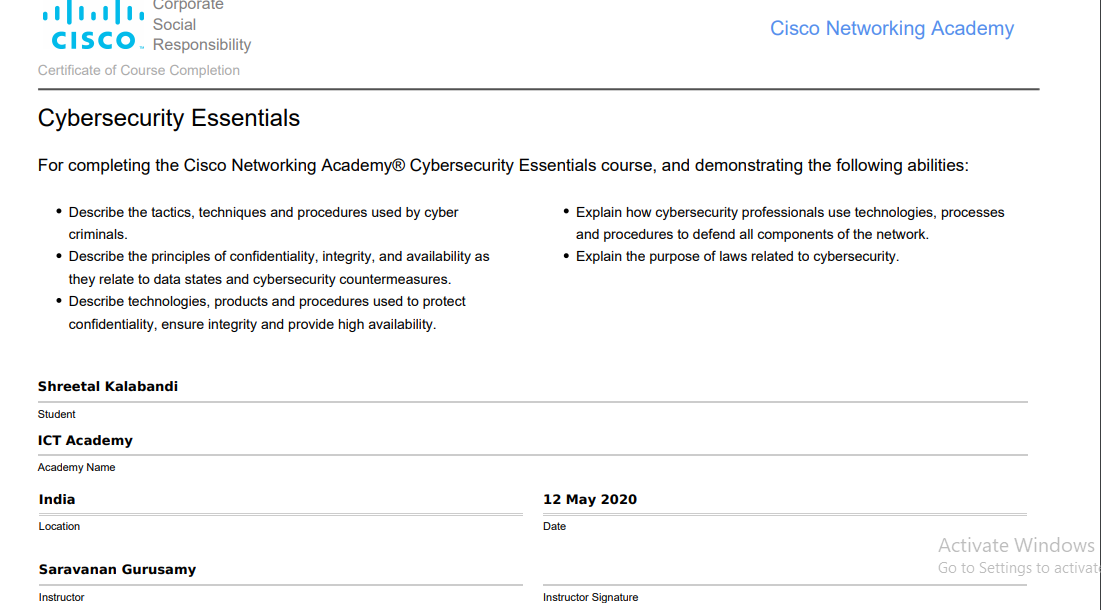 Corporate
Social
Responsibility
CISCO
Cisco Networking Academy
Certificate of Course Completion
Cybersecurity Essentials
For completing the Cisco Networking Academy® Cybersecurity Essentials course, and demonstrating the following abilities:
• Describe the tactics, techniques and procedures used by cyber
criminals.
• Describe the principles of confidentiality, integrity, and availability as
they relate to data states and cybersecurity countermeasures.
• Describe technologies, products and procedures used to protect
confidentiality, ensure integrity and provide high availability.
• Explain how cybersecurity professionals use technologies, processes
and procedures to defend all components of the network.
• Explain the purpose of laws related to cybersecurity.
Shreetal Kalabandi
Student
ICT Academy
Academy Name
India
Location
12 May 2020
Date
Saravanan Gurusamy
Instructor
Instructor Signature
Activate Windows
Go to Settings to activat